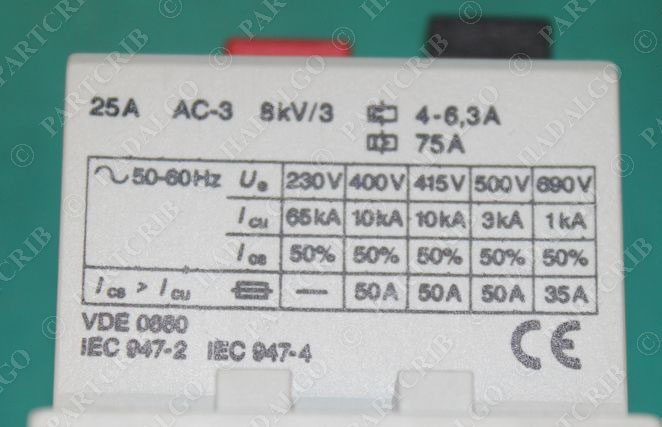 25A AC-3 8kV/3 4-6,3A
75A
∿ 50-60Hz Ue 230V 400V 415V 500V 690V
Icu 65kA 10kA 10kA 3kA 1kA
Ics 50% 50% 50% 50% 50%
Ics > Icu — 50A 50A 50A 35A
VDE 0660
IEC 947-2 IEC 947-4
CE
© PARTCRIB HADALGO